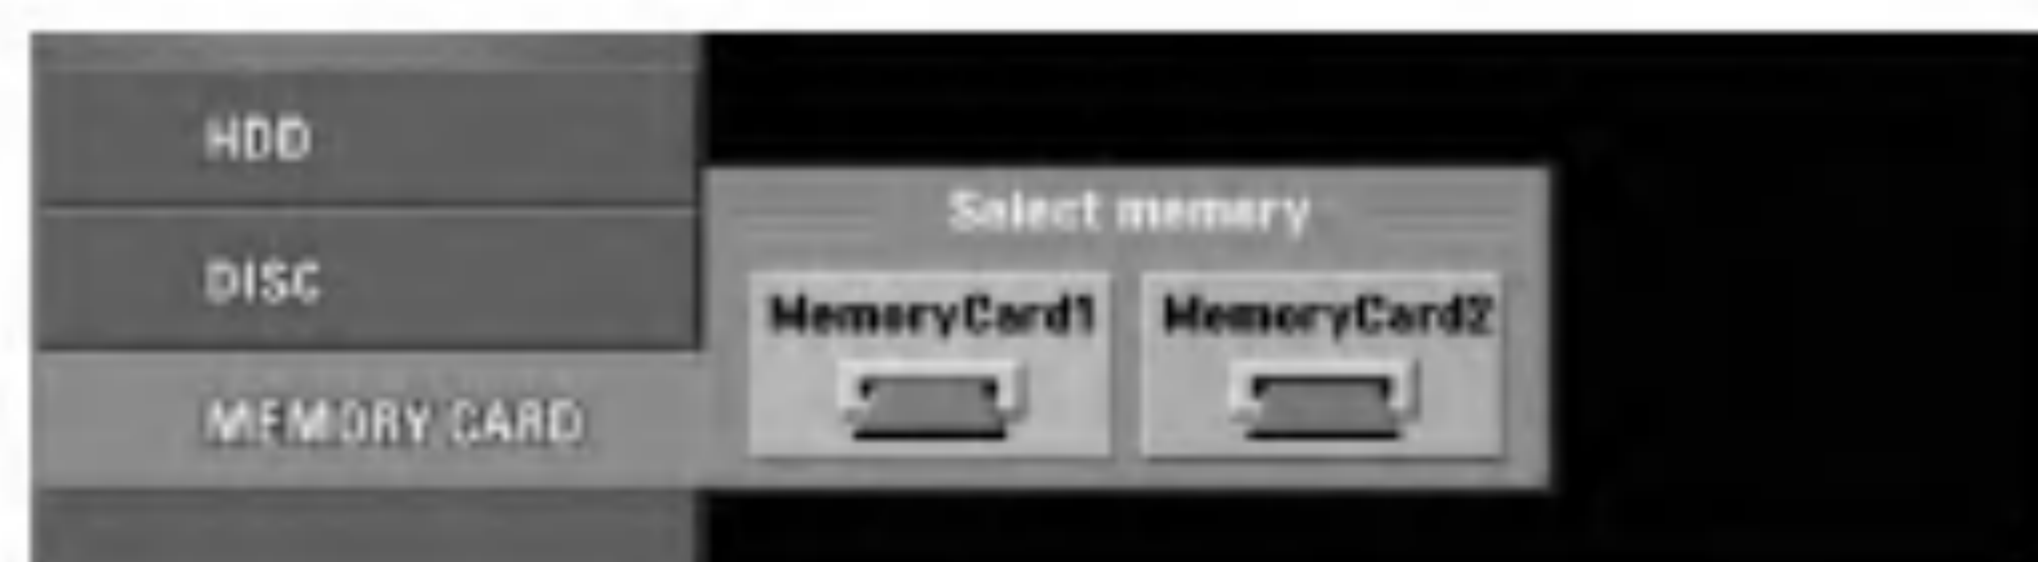 HDD
DISC
MEMORY CARD
Select memory
MemoryCard1
MemoryCard2